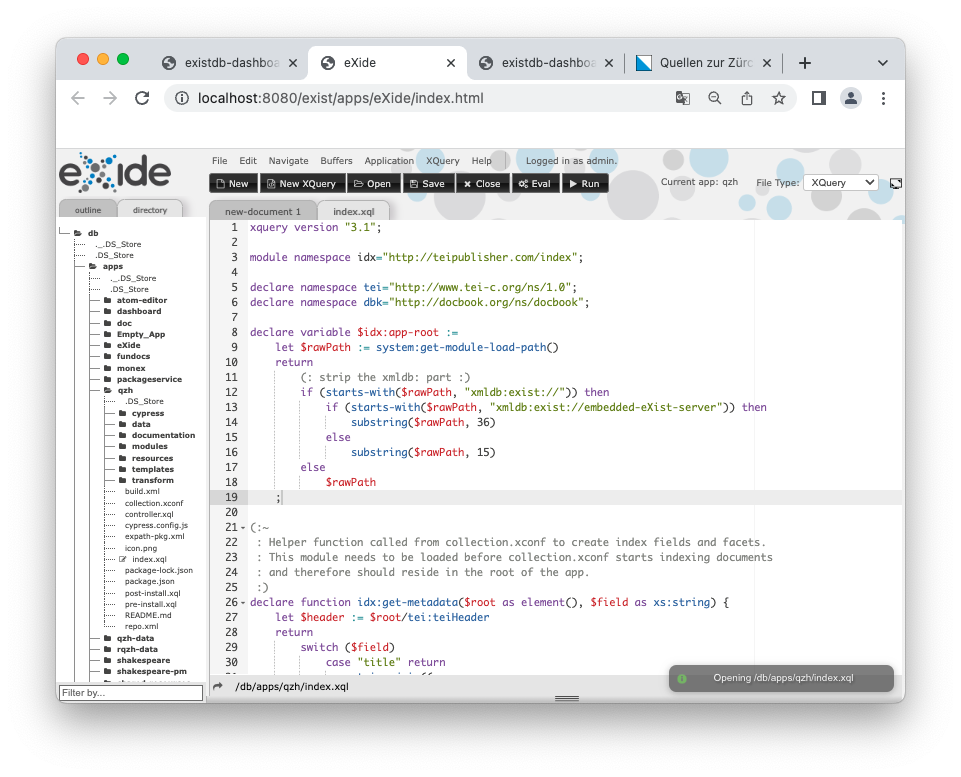 existdb-dashboa
eXide
existdb-dashboa
Quellen zur Zürc
localhost:8080/exist/apps/eXide/index.html
eXide
File Edit Navigate Buffers Application XQuery Help Logged in as admin.
New New XQuery Open Save Close Eval Run
Current app: qzh File Type: XQuery
outline directory
new-document 1 index.xql
db
._.DS_Store
.DS_Store
apps
._.DS_Store
.DS_Store
atom-editor
dashboard
doc
Empty_App
eXide
fundocs
monex
packageservice
qzh
.DS_Store
cypress
data
documentation
modules
resources
templates
transform
build.xml
collection.xconf
controller.xql
cypress.config.js
expath-pkg.xml
icon.png
index.xql
package-lock.json
package.json
post-install.xql
pre-install.xql
README.md
repo.xml
qzh-data
rqzh-data
shakespeare
shakespeare-pm
Filter by...
1 xquery version "3.1";
2
3 module namespace idx="http://teipublisher.com/index";
4
5 declare namespace tei="http://www.tei-c.org/ns/1.0";
6 declare namespace dbk="http://docbook.org/ns/docbook";
7
8 declare variable $idx:app-root :=
9 let $rawPath := system:get-module-load-path()
10 return
11 (: strip the xmldb: part :)
12 if (starts-with($rawPath, "xmldb:exist://")) then
13 if (starts-with($rawPath, "xmldb:exist://embedded-eXist-server")) then
14 substring($rawPath, 36)
15 else
16 substring($rawPath, 15)
17 else
18 $rawPath
19 ;
20
21 (:~
22 : Helper function called from collection.xconf to create index fields and facets.
23 : This module needs to be loaded before collection.xconf starts indexing documents
24 : and therefore should reside in the root of the app.
25 :)
26 declare function idx:get-metadata($root as element(), $field as xs:string) {
27 let $header := $root/tei:teiHeader
28 return
29 switch ($field)
30 case "title" return
/db/apps/qzh/index.xql
Opening /db/apps/qzh/index.xql